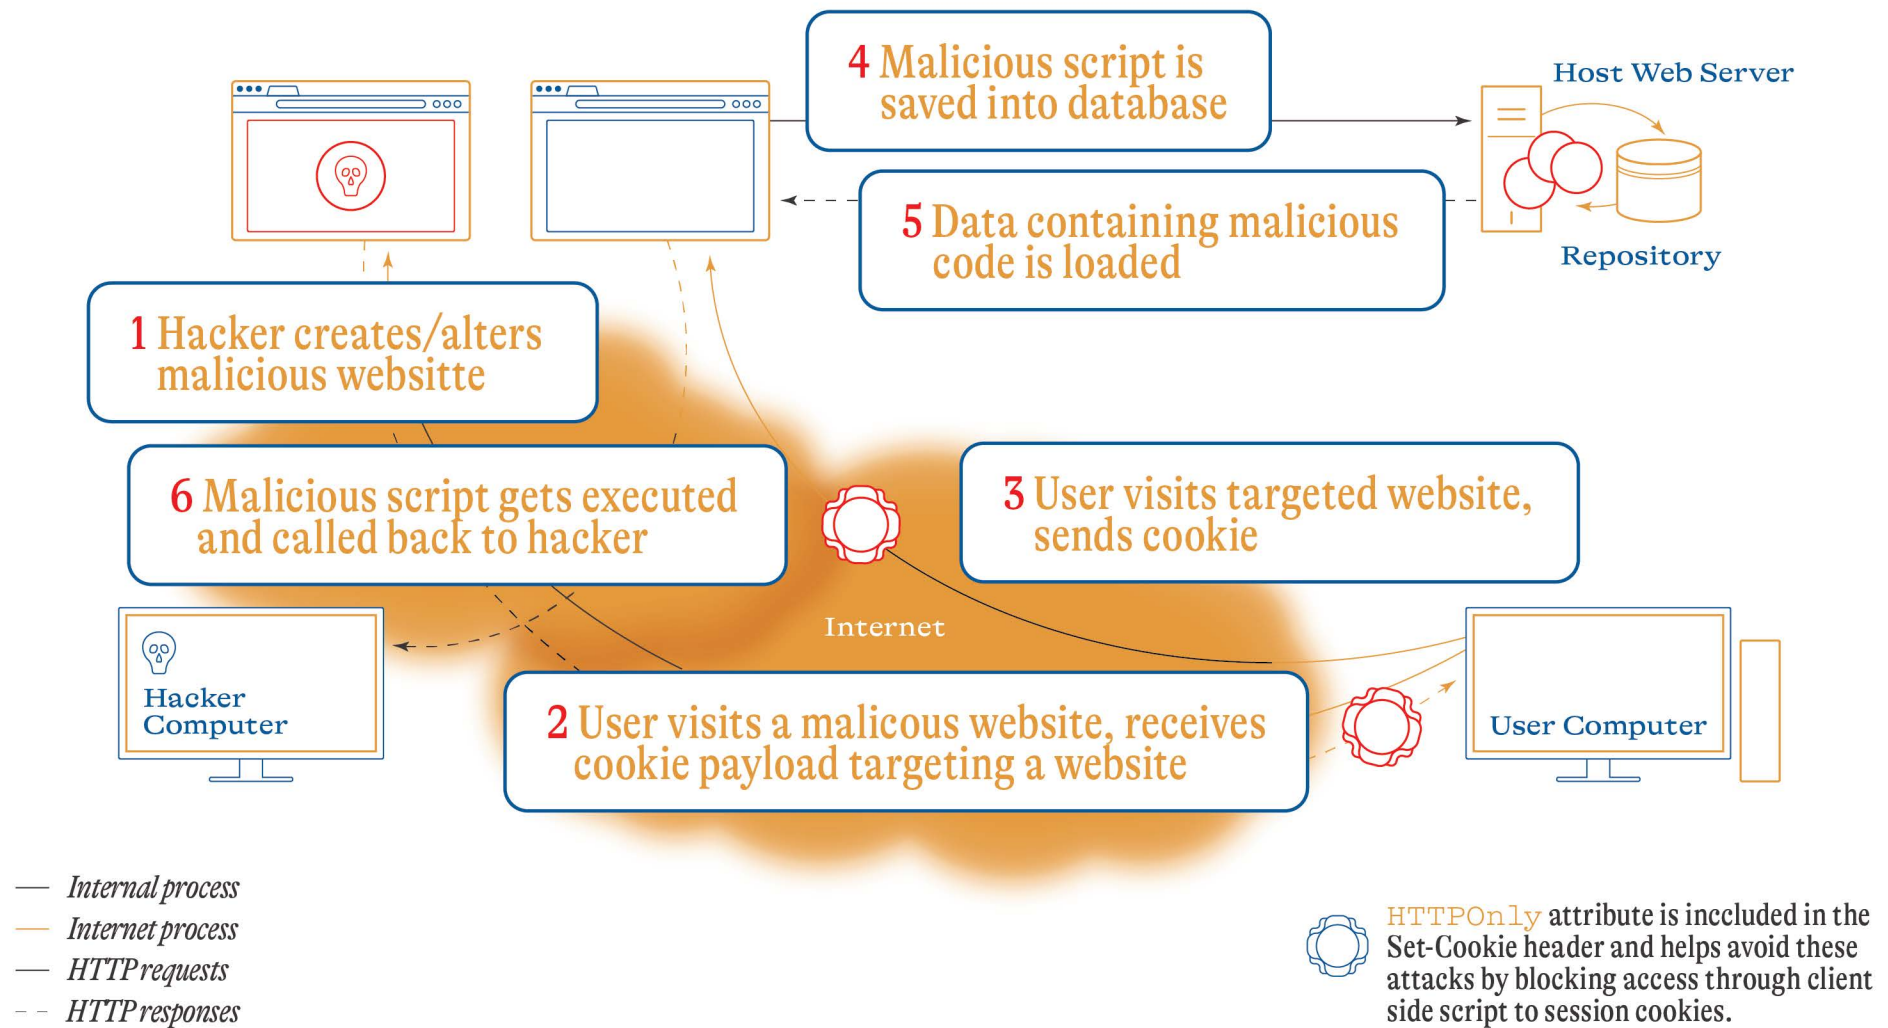 4 Malicious script is
saved into database
Host Web Server
5 Data containing malicious
code is loaded
Repository
1 Hacker creates/alters
malicious websitte
6 Malicious script gets executed
and called back to hacker
3 User visits targeted website,
sends cookie
Internet
Hacker
Computer
2 User visits a malicous website, receives
cookie payload targeting a website
User Computer
Internal process
Internet process
HTTP requests
HTTP responses
HTTPOnly attribute is inccluded in the
Set-Cookie header and helps avoid these
attacks by blocking access through client
side script to session cookies.